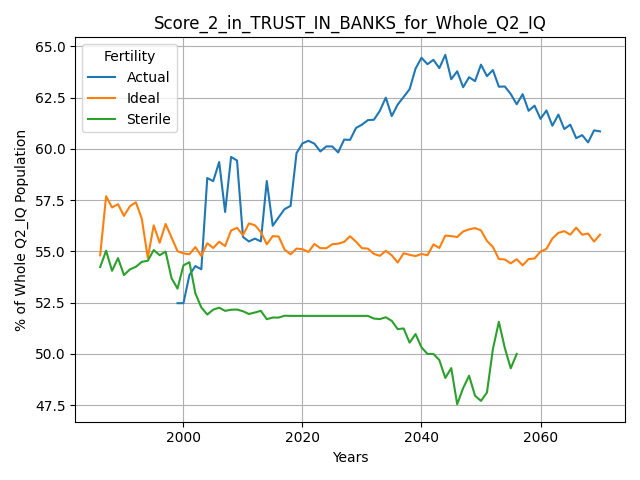 Score_2_in_TRUST_IN_BANKS_for_Whole_Q2_IQ
Fertility
Actual
Ideal
Sterile
% of Whole Q2_IQ Population
65.0
62.5
60.0
57.5
55.0
52.5
50.0
47.5
2000 2020 2040 2060
Years